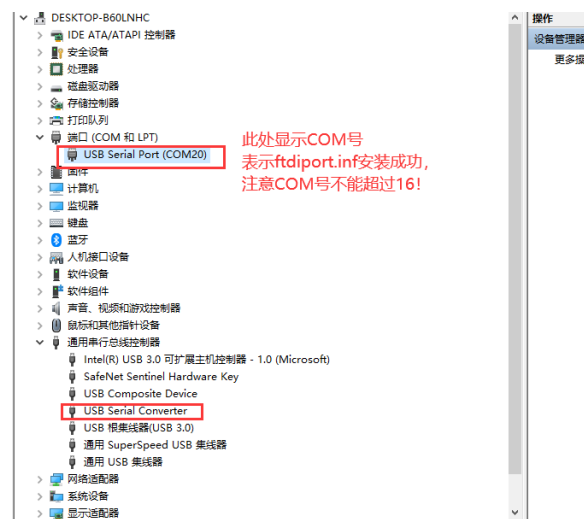 DESKTOP-B60LNHC
IDE ATA/ATAPI 控制器
安全设备
处理器
磁盘驱动器
存储控制器
打印队列
端口 (COM 和 LPT)
USB Serial Port (COM20)
固件
计算机
监视器
键盘
蓝牙
人机接口设备
软件设备
软件组件
声音、视频和游戏控制器
鼠标和其他指针设备
通用串行总线控制器
Intel(R) USB 3.0 可扩展主机控制器 - 1.0 (Microsoft)
SafeNet Sentinel Hardware Key
USB Composite Device
USB Serial Converter
USB 根集线器(USB 3.0)
通用 SuperSpeed USB 集线器
通用 USB 集线器
网络适配器
系统设备
显示适配器
此处显示COM号
表示ftdiport.inf安装成功,
注意COM号不能超过16!
操作
设备管理器
更多操